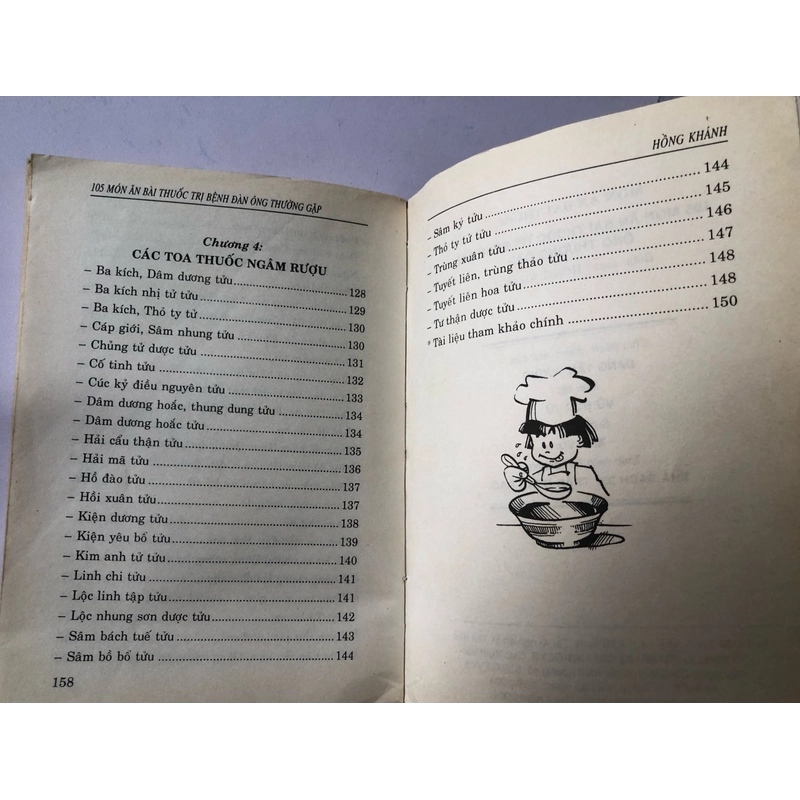 105 MÓN ĂN BÀI THUỐC TRỊ BỆNH ĐÀN ÔNG THƯỜNG GẶP
Chương 4:
CÁC TOA THUỐC NGÂM RƯỢU
– Ba kích, Dâm dương tửu 128
– Ba kích nhị tử tửu 129
– Ba kích, Thỏ ty tử 130
– Cáp giới, Sâm nhung tửu 130
– Chủng tử dược tửu 131
– Cố tinh tửu 132
– Cúc kỷ điều nguyên tửu 133
– Dâm dương hoắc, thung dung tửu 134
– Dâm dương hoắc tửu 134
– Hải cẩu thận tửu 135
– Hải mã tửu 136
– Hồ đào tửu 137
– Hồi xuân tửu 137
– Kiện dương tửu 138
– Kiện yêu bổ tửu 139
– Kim anh tử tửu 140
– Linh chi tửu 141
– Lộc linh tập tửu 141
– Lộc nhung sơn dược tửu 142
– Sâm bách tuế tửu 143
– Sâm bồ bổ tửu 144
158
HỒNG KHÁNH
– Sâm kỷ tửu 144
– Thỏ ty tử tửu 145
– Trùng xuân tửu 146
– Tuyết liên, trùng thảo tửu 147
– Tuyết liên hoa tửu 148
– Tư thận dược tửu 148
* Tài liệu tham khảo chính 150